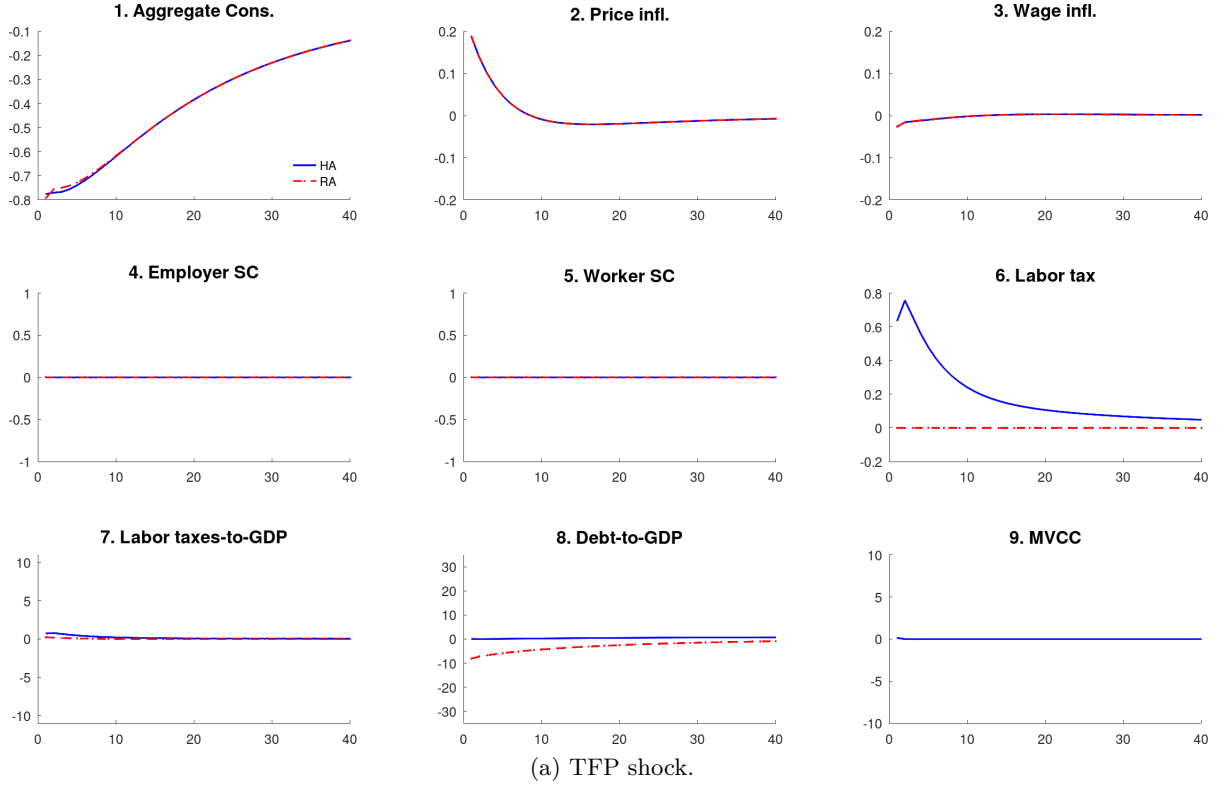 1. Aggregate Cons.
-0.1
-0.2
-0.3
-0.4
-0.5
-0.6
-0.7
-0.8
0 10 20 30 40
HA
RA
2. Price infl.
0.2
0.1
0
-0.1
-0.2
0 10 20 30 40
3. Wage infl.
0.2
0.1
0
-0.1
-0.2
0 10 20 30 40
4. Employer SC
1
0.5
0
-0.5
-1
0 10 20 30 40
5. Worker SC
1
0.5
0
-0.5
-1
0 10 20 30 40
6. Labor tax
0.8
0.6
0.4
0.2
0
-0.2
0 10 20 30 40
7. Labor taxes-to-GDP
10
5
0
-5
-10
0 10 20 30 40
8. Debt-to-GDP
30
20
10
0
-10
-20
-30
0 10 20 30 40
9. MVCC
10
5
0
-5
-10
0 10 20 30 40
(a) TFP shock.